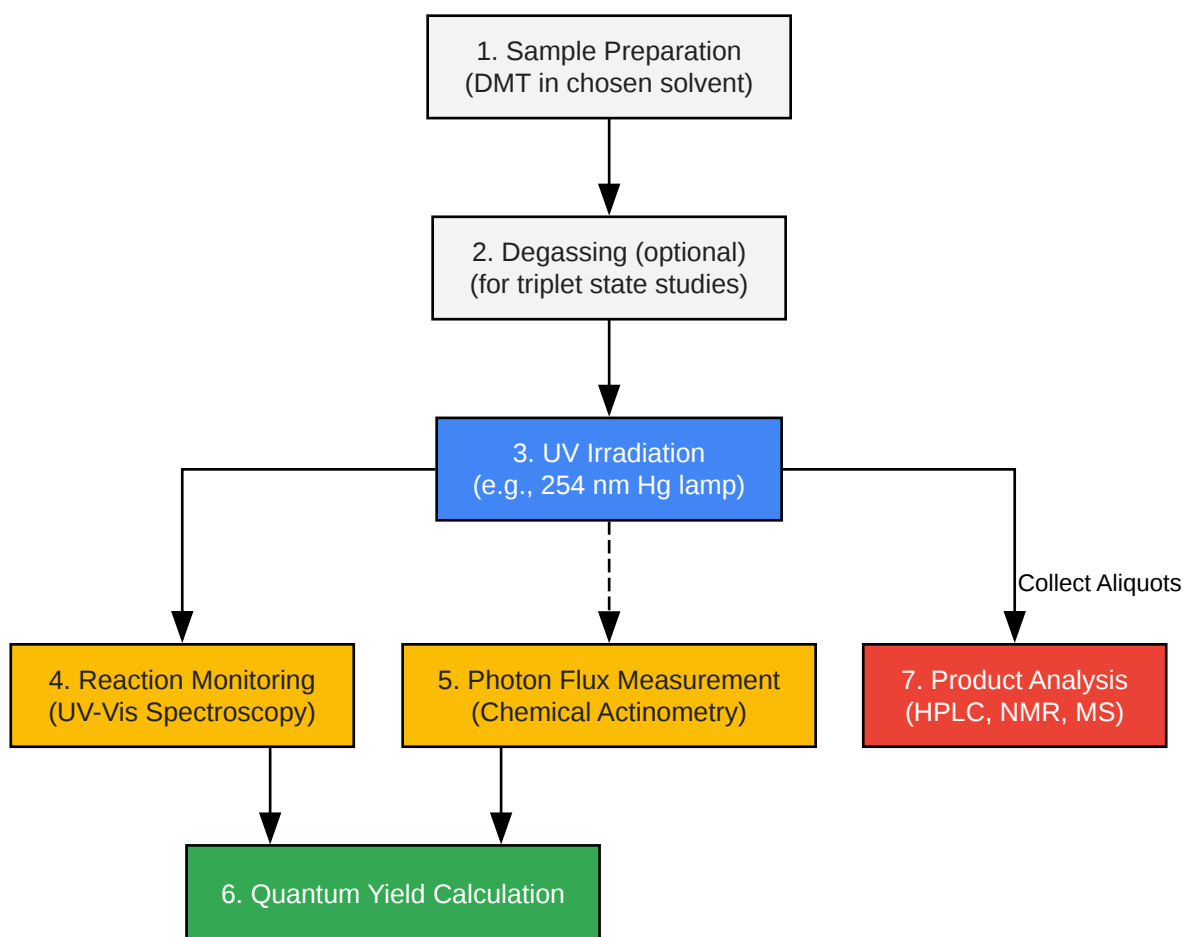 1. Sample Preparation
(DMT in chosen solvent)
2. Degassing (optional)
(for triplet state studies)
3. UV Irradiation
(e.g., 254 nm Hg lamp)
Collect Aliquots
4. Reaction Monitoring
(UV-Vis Spectroscopy)
5. Photon Flux Measurement
(Chemical Actinometry)
7. Product Analysis
(HPLC, NMR, MS)
6. Quantum Yield Calculation